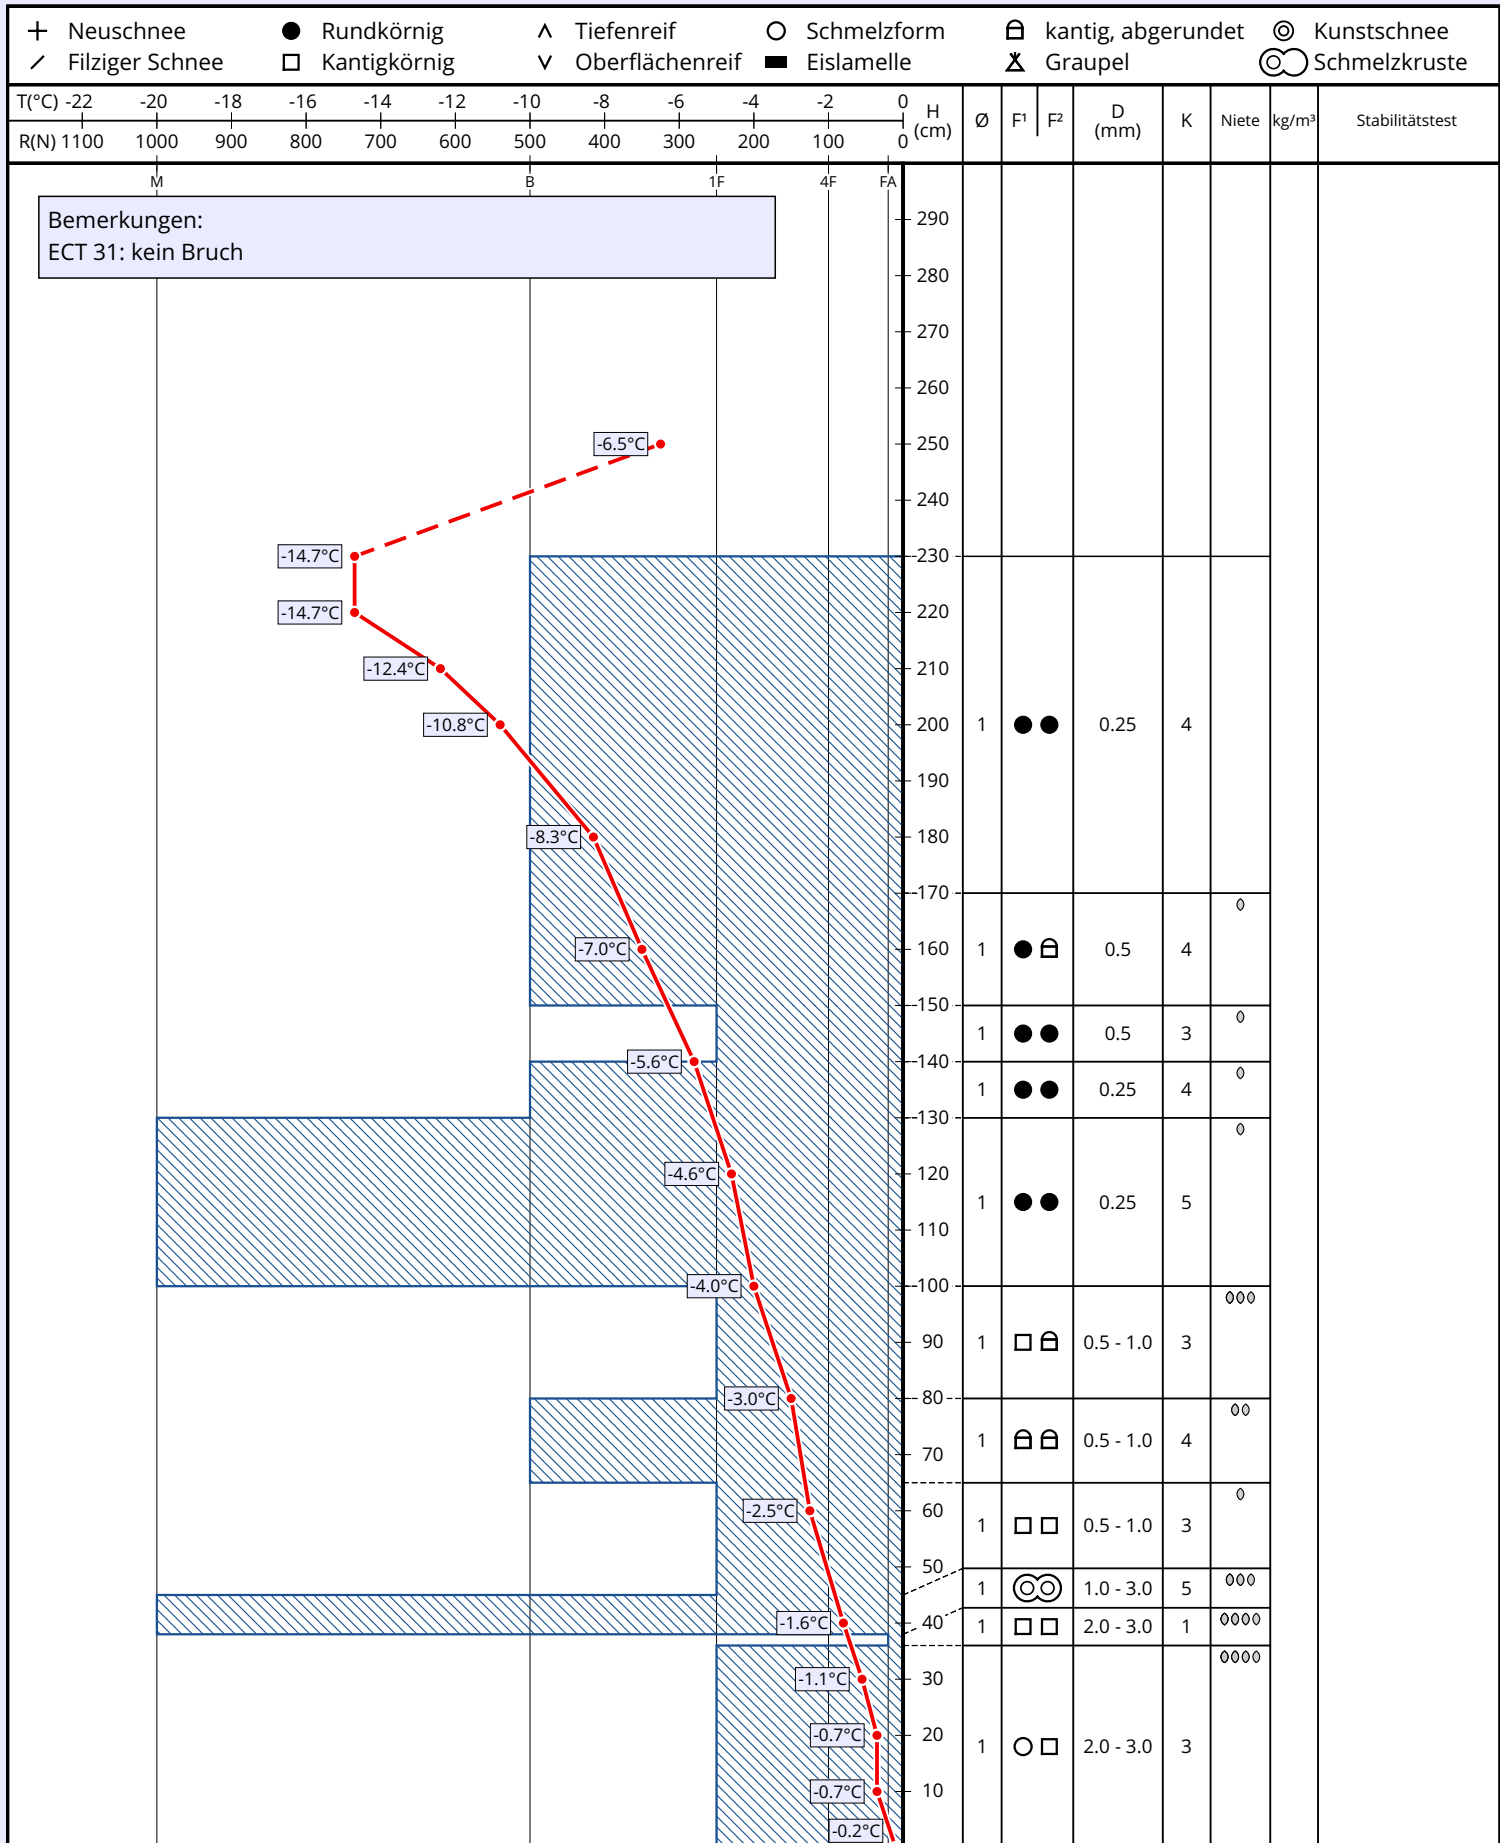 Neuschnee Rundkörnig Tiefenreif Schmelzform kantig, abgerundet Kunstschnee
Filziger Schnee Kantigkörnig Oberflächenreif Eislamelle Graupel Schmelzkruste
T(°C) -22 -20 -18 -16 -14 -12 -10 -8 -6 -4 -2 0
R(N) 1100 1000 900 800 700 600 500 400 300 200 100 0
H (cm) Ø F¹ F² D (mm) K Niete kg/m³ Stabilitätstest
M B 1F 4F FA
Bemerkungen:
ECT 31: kein Bruch
290
280
270
260
-6.5°C 250
240
-14.7°C 230
-14.7°C 220
-12.4°C 210
-10.8°C 200 1 0.25 4
190
-8.3°C 180
170
-7.0°C 160 1 0.5 4
150
1 0.5 3
-5.6°C 140
1 0.25 4
130
-4.6°C 120
1 0.25 5
110
-4.0°C 100
90 1 0.5 - 1.0 3
-3.0°C 80
70 1 0.5 - 1.0 4
-2.5°C 60
1 0.5 - 1.0 3
50
1 1.0 - 3.0 5
-1.6°C 40 1 2.0 - 3.0 1
-1.1°C 30
-0.7°C 20
1 2.0 - 3.0 3
-0.7°C 10
-0.2°C